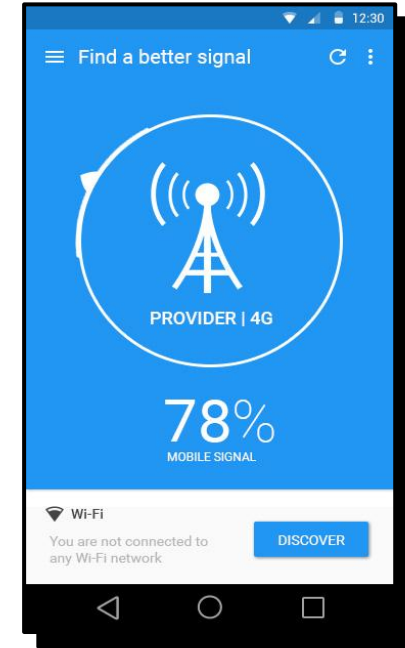 12:30
Find a better signal
PROVIDER | 4G
78%
MOBILE SIGNAL
Wi-Fi
You are not connected to
any Wi-Fi network
DISCOVER